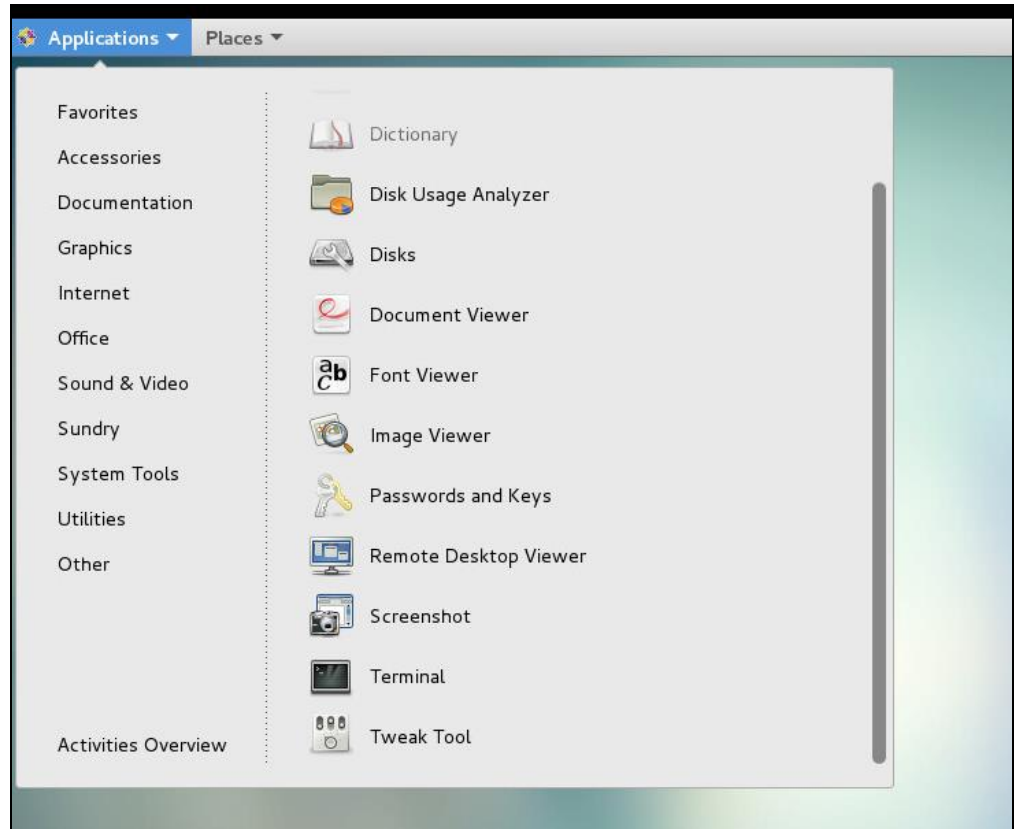 Applications Places
Favorites
Accessories
Documentation
Graphics
Internet
Office
Sound & Video
Sundry
System Tools
Utilities
Other
Activities Overview
Dictionary
Disk Usage Analyzer
Disks
Document Viewer
Font Viewer
Image Viewer
Passwords and Keys
Remote Desktop Viewer
Screenshot
Terminal
Tweak Tool